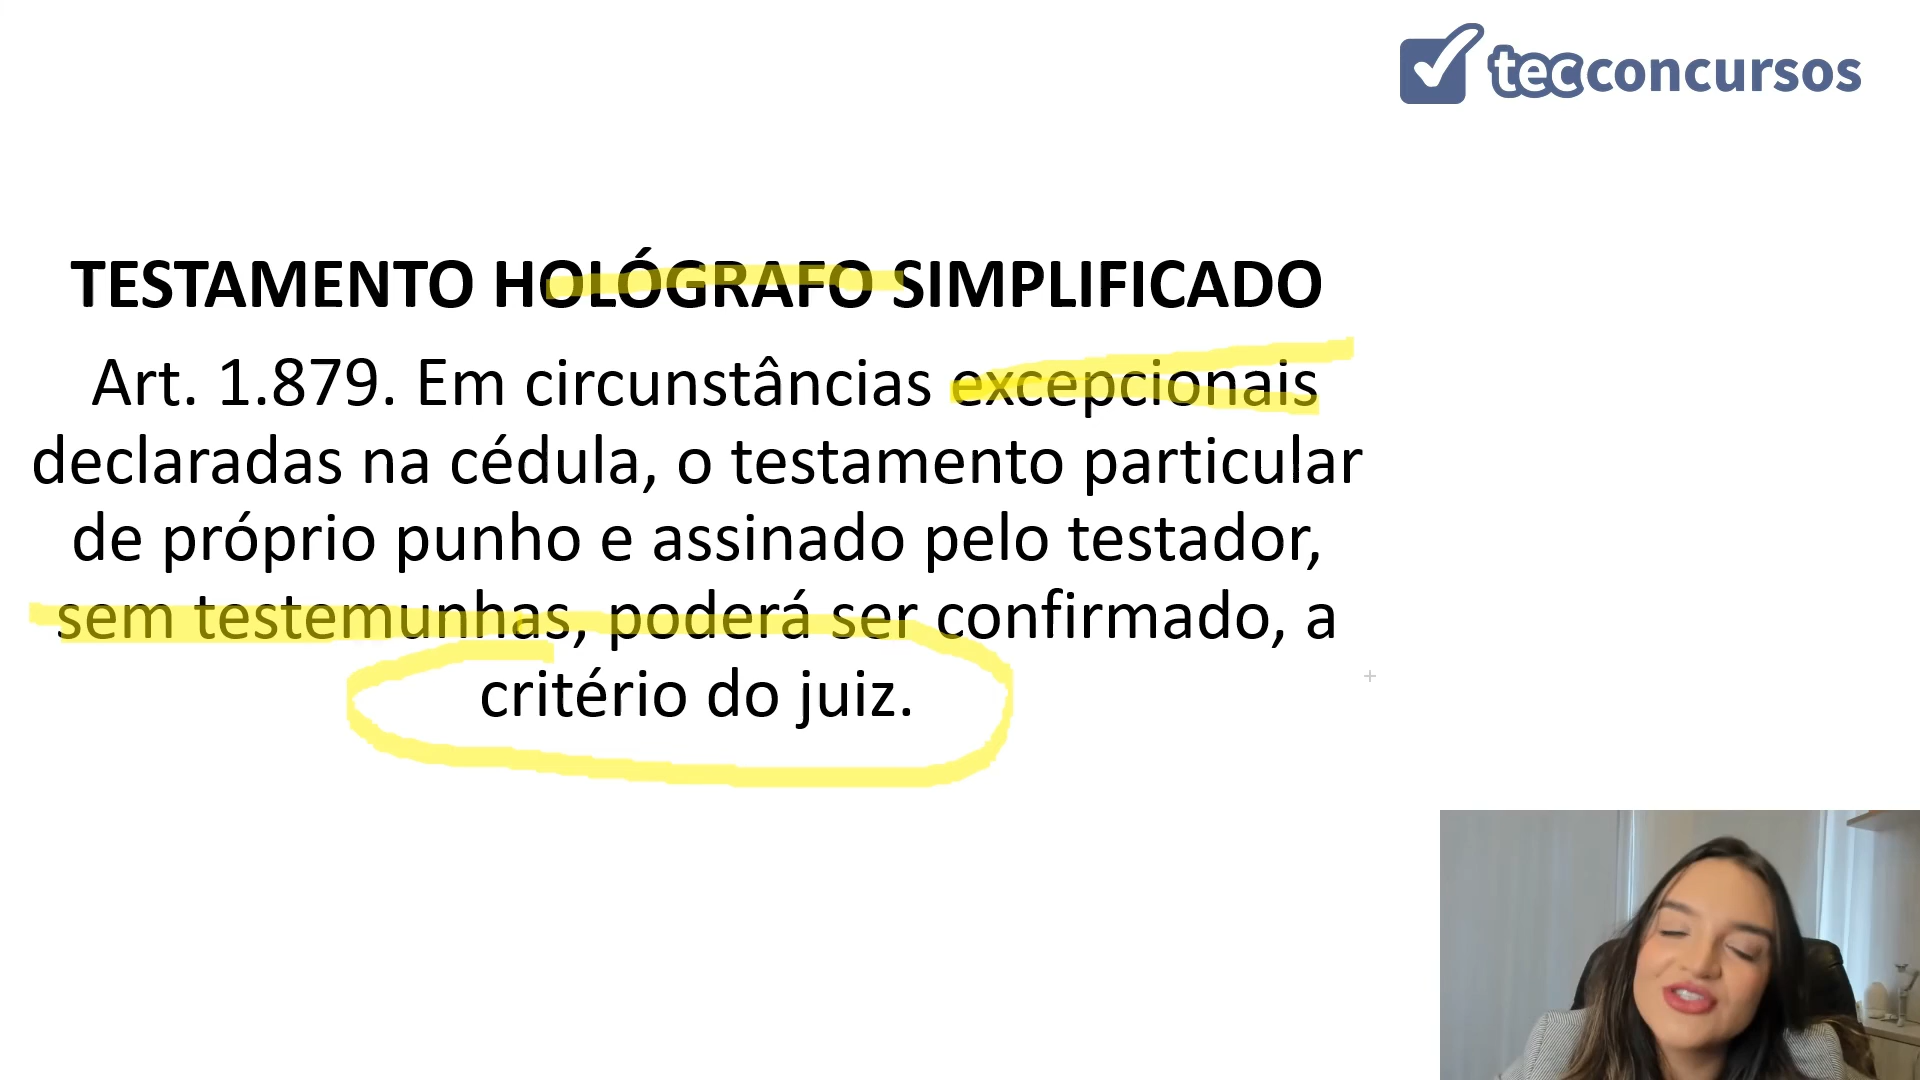 tecconcursos
TESTAMENTO HOLÓGRAFO SIMPLIFICADO
Art. 1.879. Em circunstâncias excepcionais
declaradas na cédula, o testamento particular
de próprio punho e assinado pelo testador,
sem testemunhas, poderá ser confirmado, a
critério do juiz.